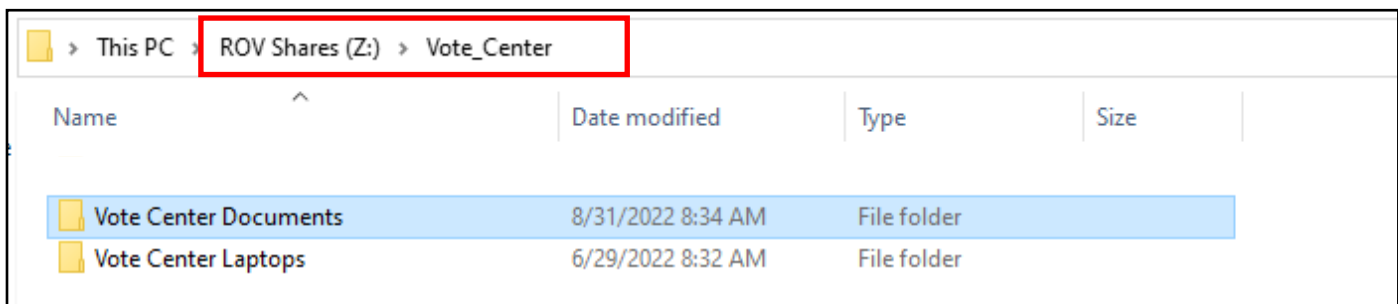 This PC > ROV Shares (Z:) > Vote_Center
Name Date modified Type Size
Vote Center Documents 8/31/2022 8:34 AM File folder
Vote Center Laptops 6/29/2022 8:32 AM File folder